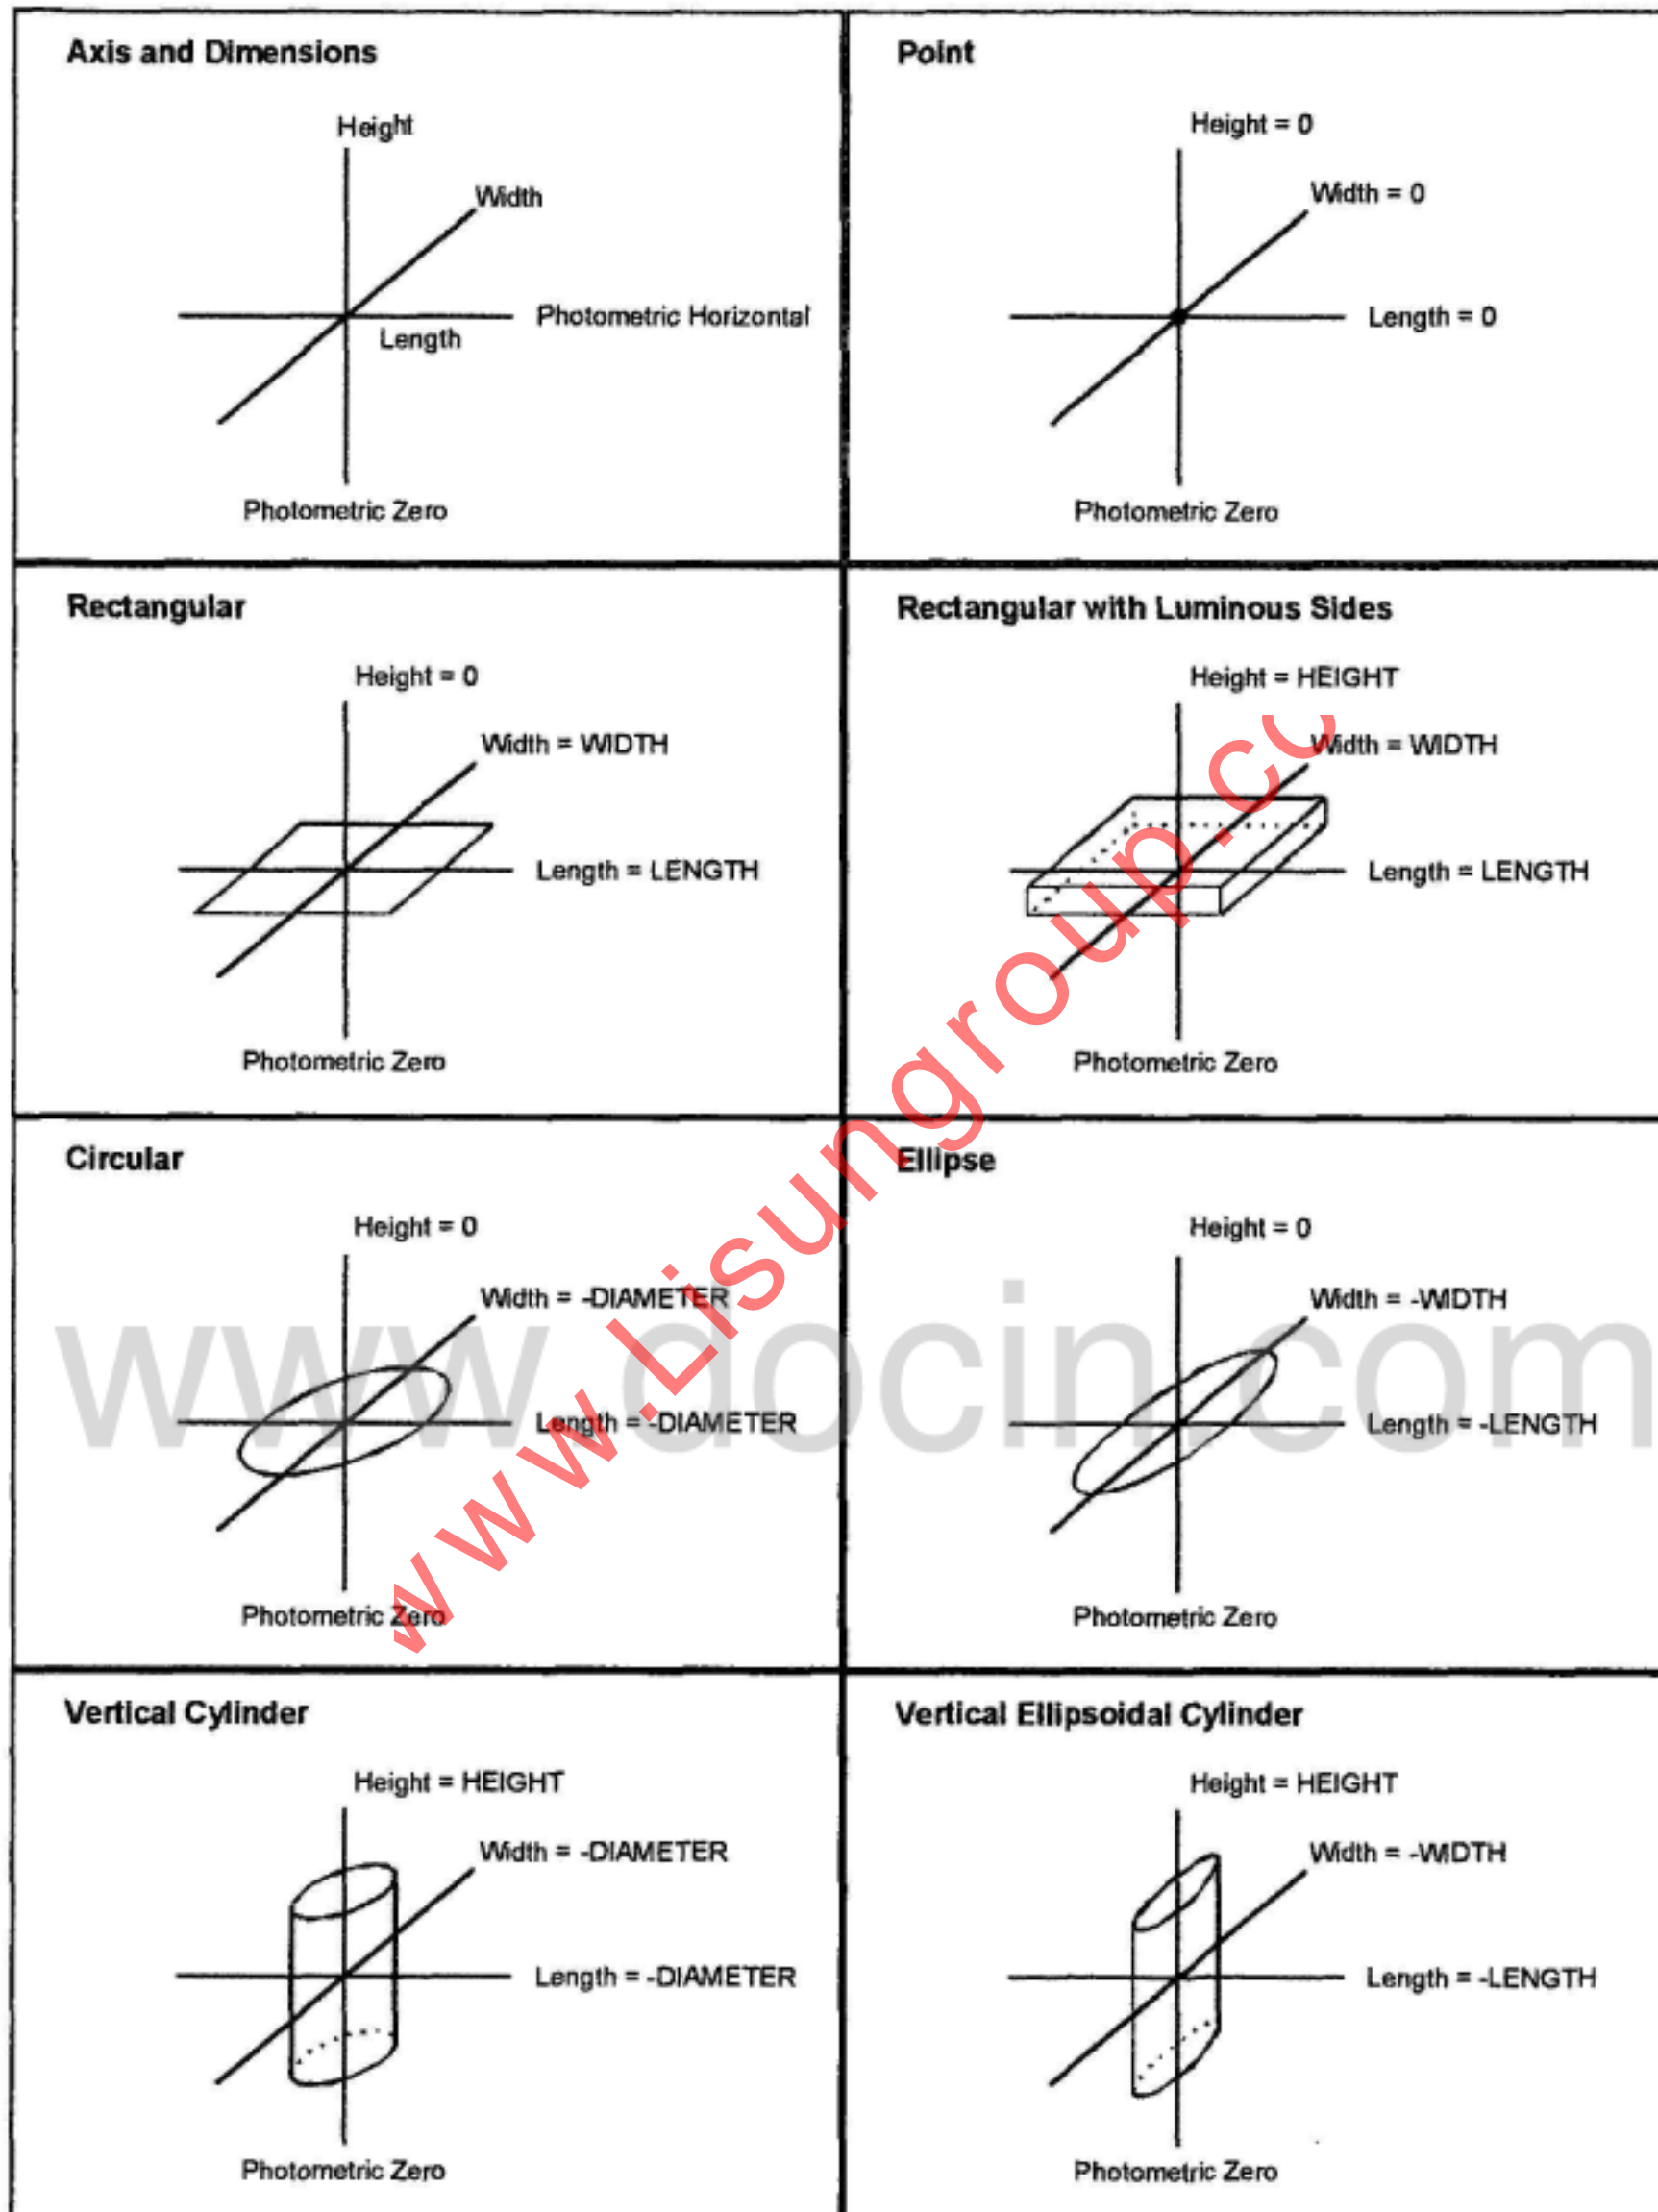 Axis and Dimensions
Height
Width
Photometric Horizontal
Length
Photometric Zero
Point
Height = 0
Width = 0
Length = 0
Photometric Zero
Rectangular
Height = 0
Width = WIDTH
Length = LENGTH
Photometric Zero
Rectangular with Luminous Sides
Height = HEIGHT
Width = WIDTH
Length = LENGTH
Photometric Zero
Circular
Height = 0
Width = -DIAMETER
Length = -DIAMETER
Photometric Zero
Ellipse
Height = 0
Width = -WIDTH
Length = -LENGTH
Photometric Zero
Vertical Cylinder
Height = HEIGHT
Width = -DIAMETER
Length = -DIAMETER
Photometric Zero
Vertical Ellipsoidal Cylinder
Height = HEIGHT
Width = -WIDTH
Length = -LENGTH
Photometric Zero
www.docin.com
www.Lisungroup.co